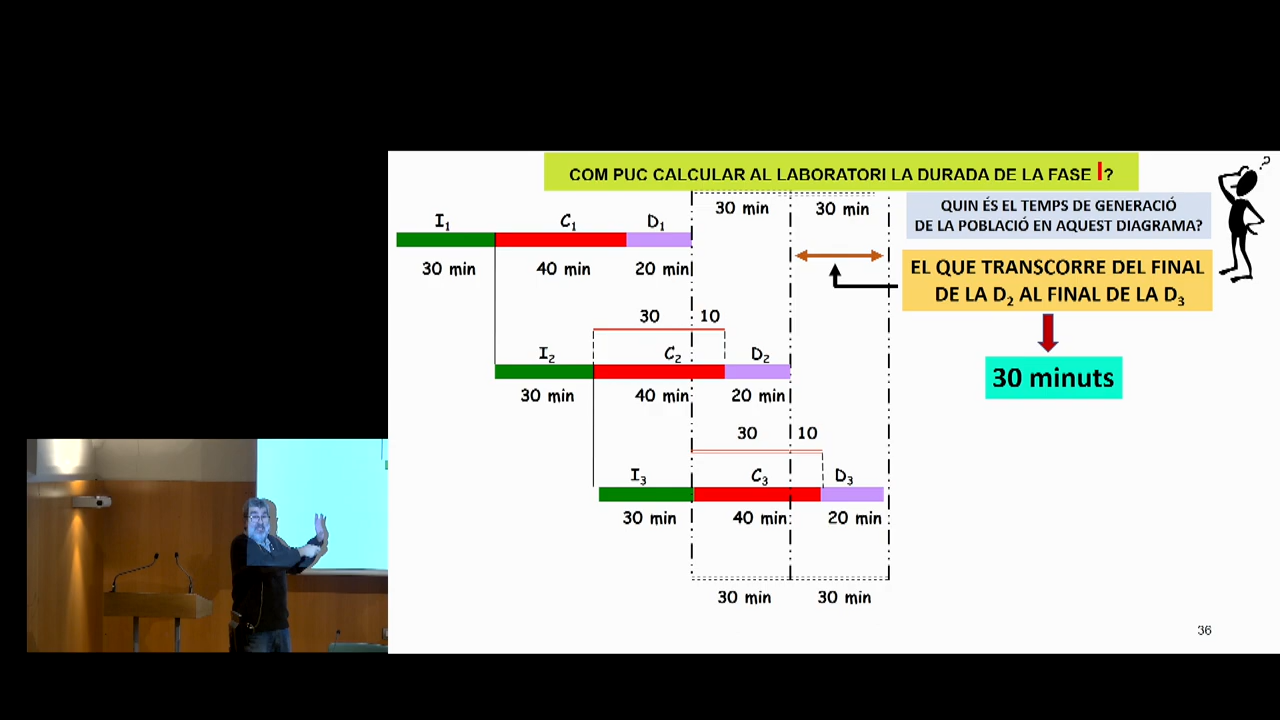 COM PUC CALCULAR AL LABORATORI LA DURADA DE LA FASE I?
30 min 30 min
QUIN ÉS EL TEMPS DE GENERACIÓ
DE LA POBLACIÓ EN AQUEST DIAGRAMA?
I₁ C₁ D₁
30 min 40 min 20 min
EL QUE TRANSCORRE DEL FINAL
DE LA D₂ AL FINAL DE LA D₃
30 10
I₂ C₂ D₂
30 min 40 min 20 min
30 minuts
30 10
I₃ C₃ D₃
30 min 40 min 20 min
30 min 30 min
36
?